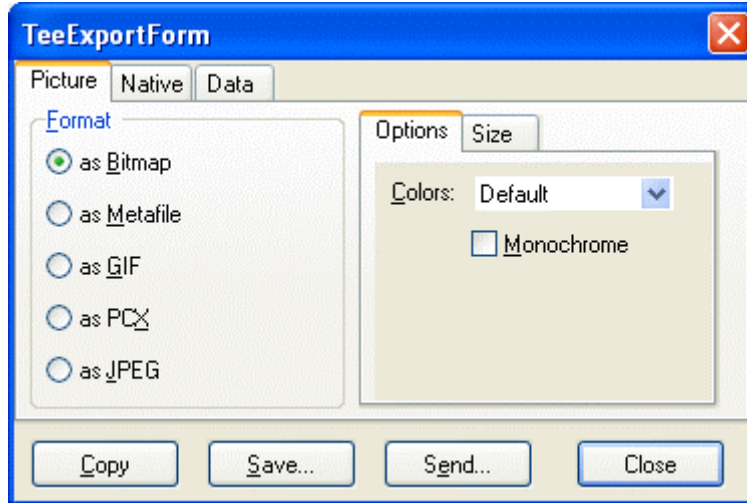 TeeExportForm
Picture Native Data
Format
as Bitmap
as Metafile
as GIF
as PCX
as JPEG
Options Size
Colors: Default
Monochrome
Copy Save... Send... Close